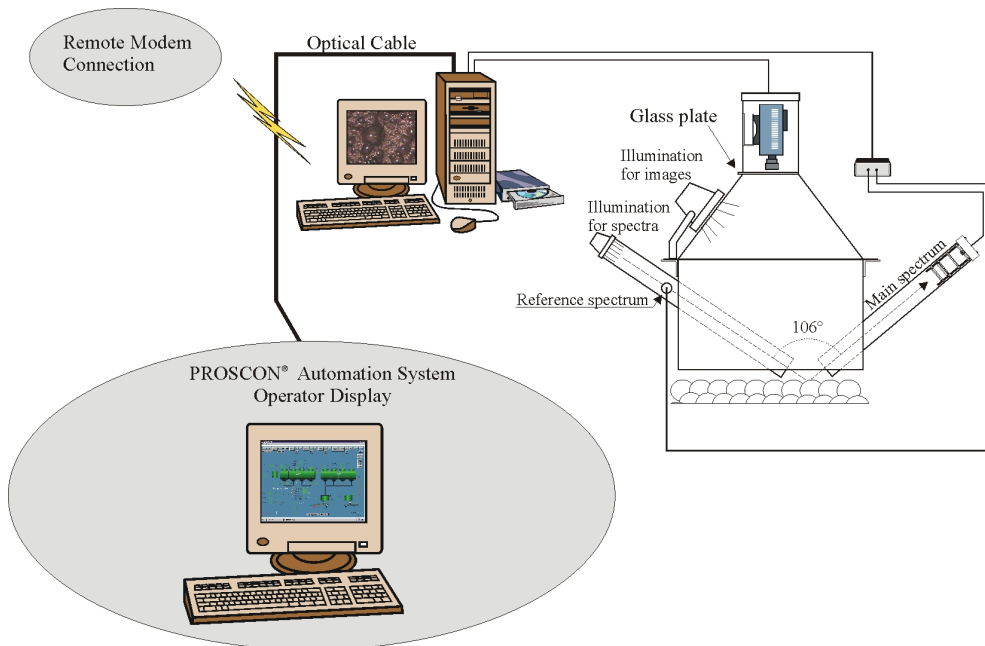 Remote Modem
Connection
Optical Cable
Glass plate
Illumination
for images
Illumination
for spectra
Reference spectrum
Main spectrum
106°
PROSCON® Automation System
Operator Display